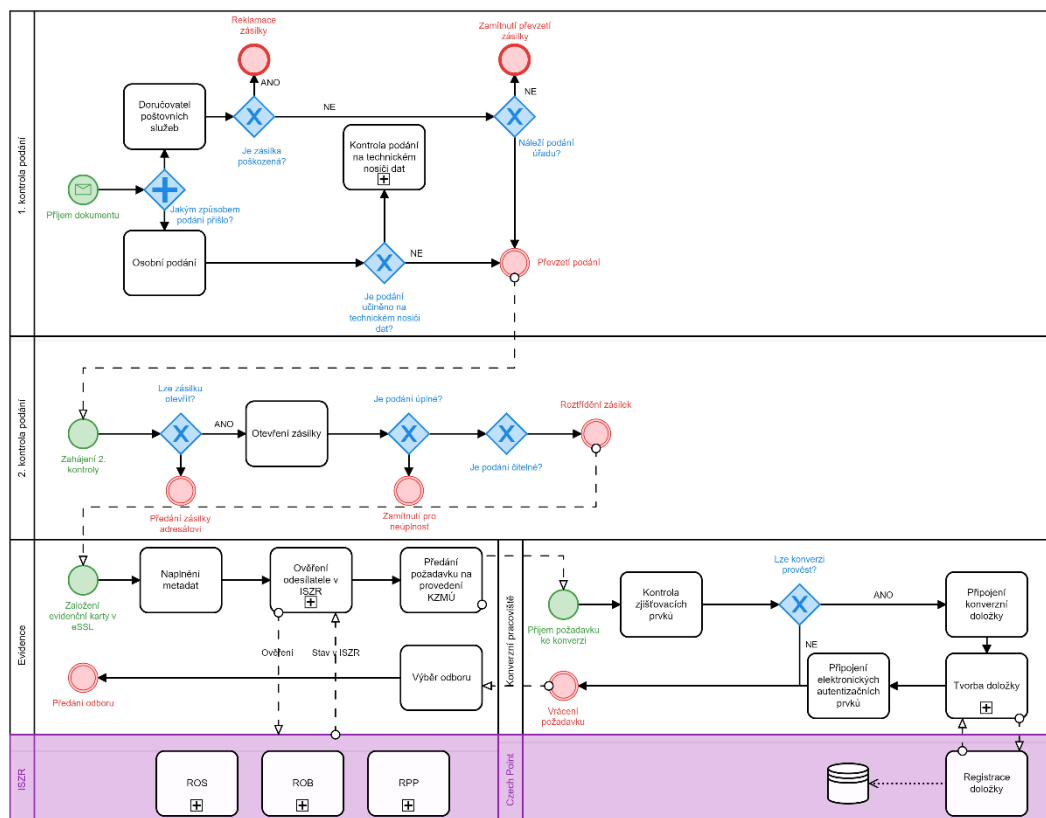 1. kontrola podání
Reklamace
zásilky
Zamítnutí převzetí
zásilky
ANO
NE
Doručovatel
poštovních
služeb
NE
Je zásilka
poškozená?
Kontrola podání
na technickém
nosiči dat
Náleží podání
úřadu?
Příjem dokumentu
Jakým způsobem
podání přišlo?
Osobní podání
NE
Převzetí podání
Je podání
učiněno na
technickém nosiči
dat?
2. kontrola podání
Lze zásilku
otevřít?
ANO
Otevření zásilky
Je podání úplné?
Roztřídění zásilek
Je podání čitelné?
Zahájení 2.
kontroly
Předání zásilky
adresátovi
Zamítnutí pro
neúplnost
Evidence
Naplnění
metadat
Ověření
odesílatele v
ISZR
Předání
požadavku na
provedení
KZMÚ
Založení
evidenční karty v
eSSL
Ověření
Stav v ISZR
Výběr odboru
Předání odboru
Konverzní pracoviště
Lze konverzi
provést?
Kontrola
zjišťovacích
prvků
ANO
Připojení
konverzní
doložky
Příjem požadavku
ke konverzi
NE
Připojení
elektronických
autentizačních
prvků
Tvorba doložky
Vrácení
požadavku
ISZR
ROS
ROB
RPP
Czech Point
Registrace
doložky